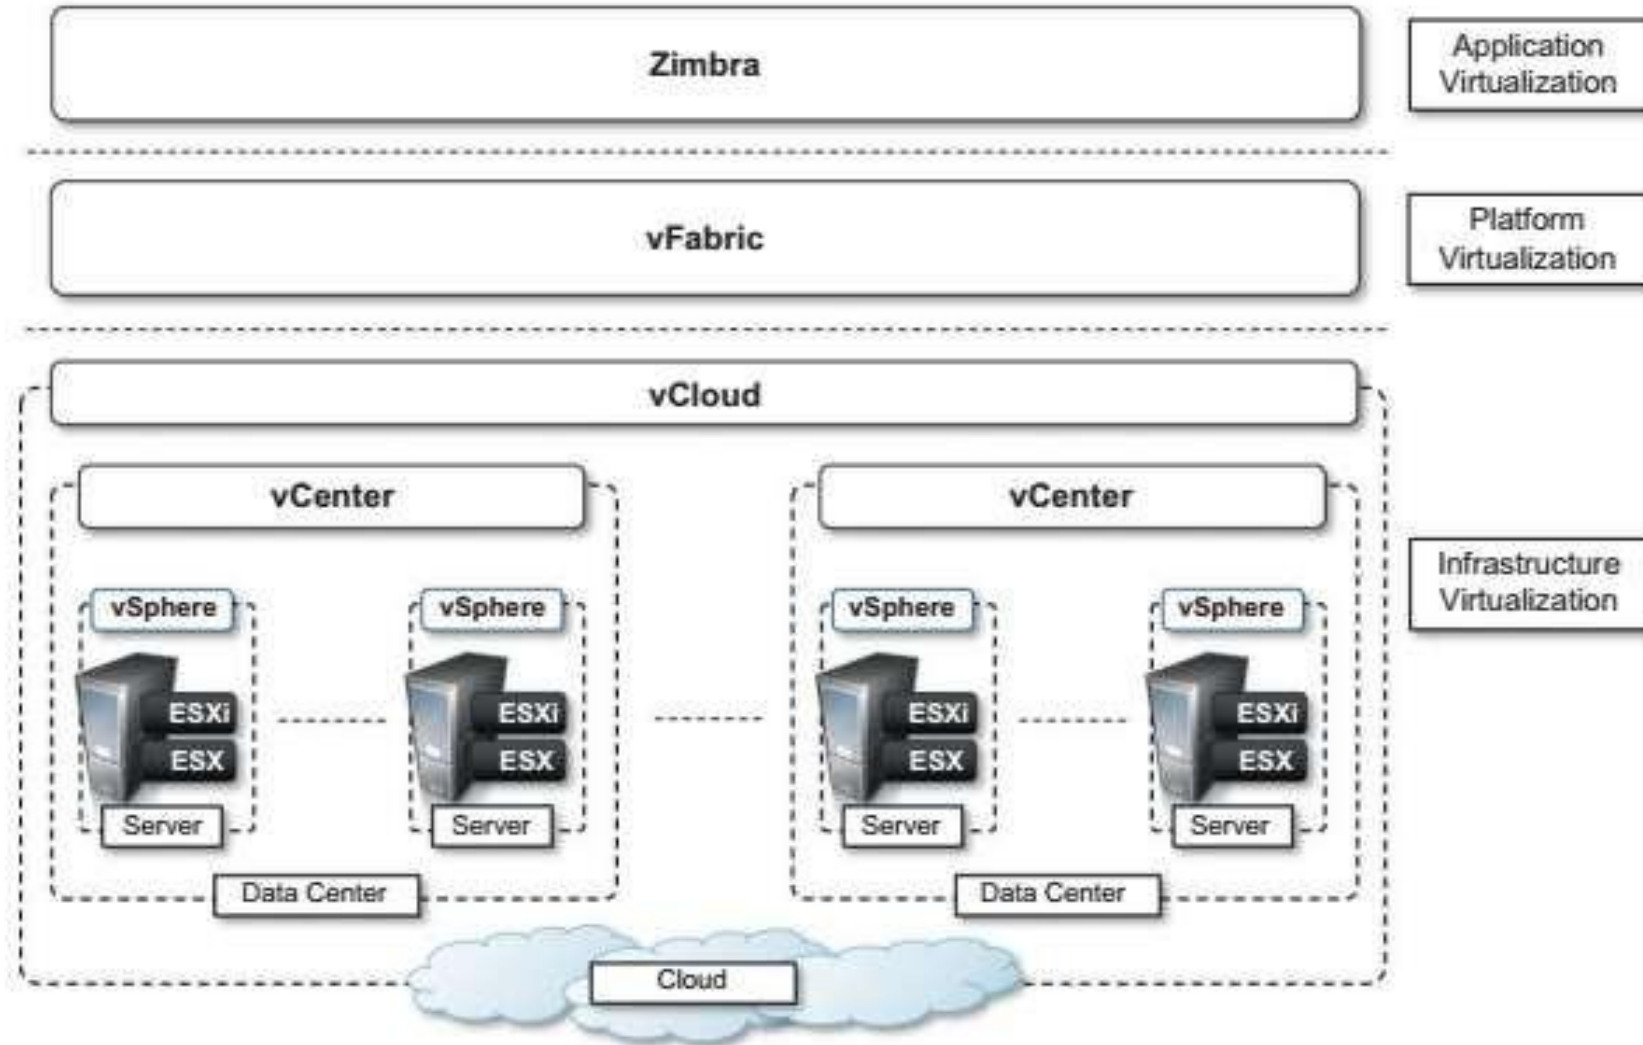 Zimbra
Application
Virtualization
vFabric
Platform
Virtualization
vCloud
vCenter
vCenter
Infrastructure
Virtualization
vSphere
vSphere
vSphere
vSphere
ESXi
ESXi
ESXi
ESXi
ESX
ESX
ESX
ESX
Server
Server
Server
Server
Data Center
Data Center
Cloud